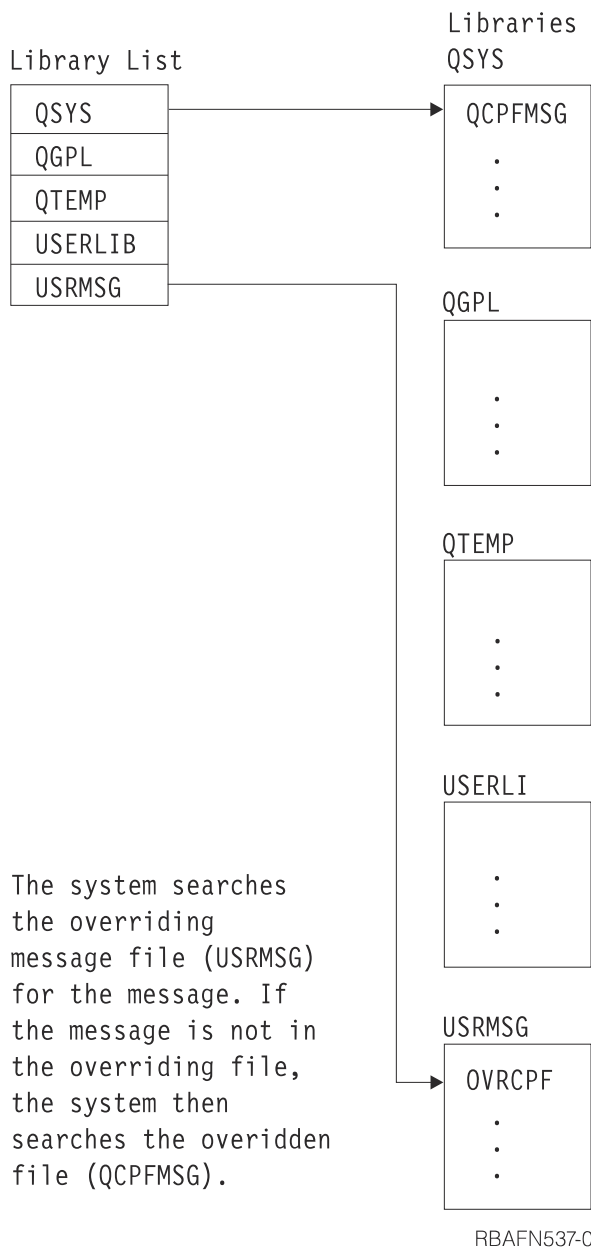 Libraries
Library List
QSYS
QSYS
QGPL
QTEMP
USERLIB
USRMSG
QCPFMSG
QGPL
QTEMP
USERLI
The system searches
the overriding
message file (USRMSG)
for the message. If
the message is not in
the overriding file,
the system then
searches the overidden
file (QCPFMSG).
USRMSG
OVRCPF
RBAFN537-0